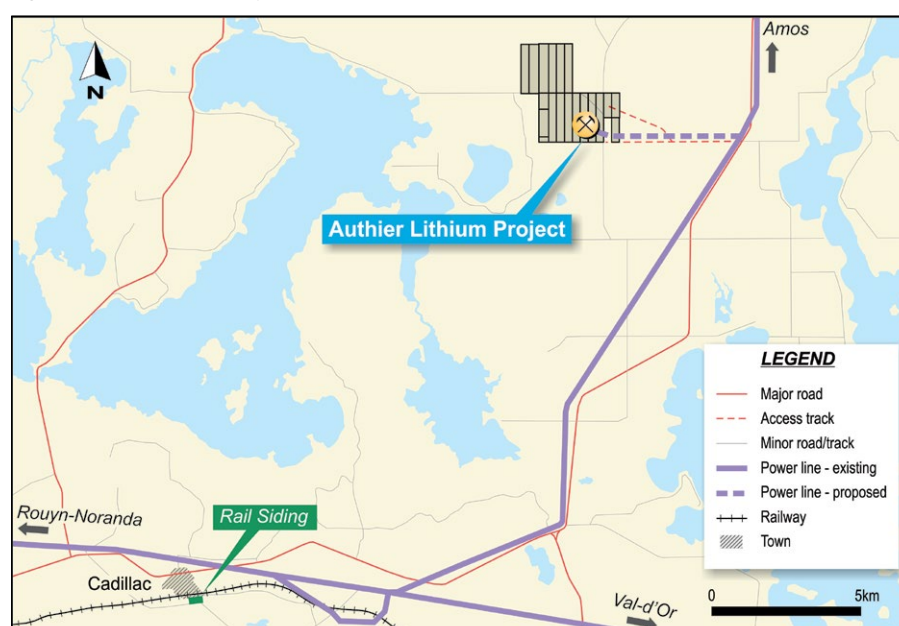 Amos
N
Authier Lithium Project
LEGEND
Major road
Access track
Minor road/track
Power line - existing
Power line - proposed
Railway
Town
Rouyn-Noranda
Rail Siding
Cadillac
Val-d'Or
0
5km